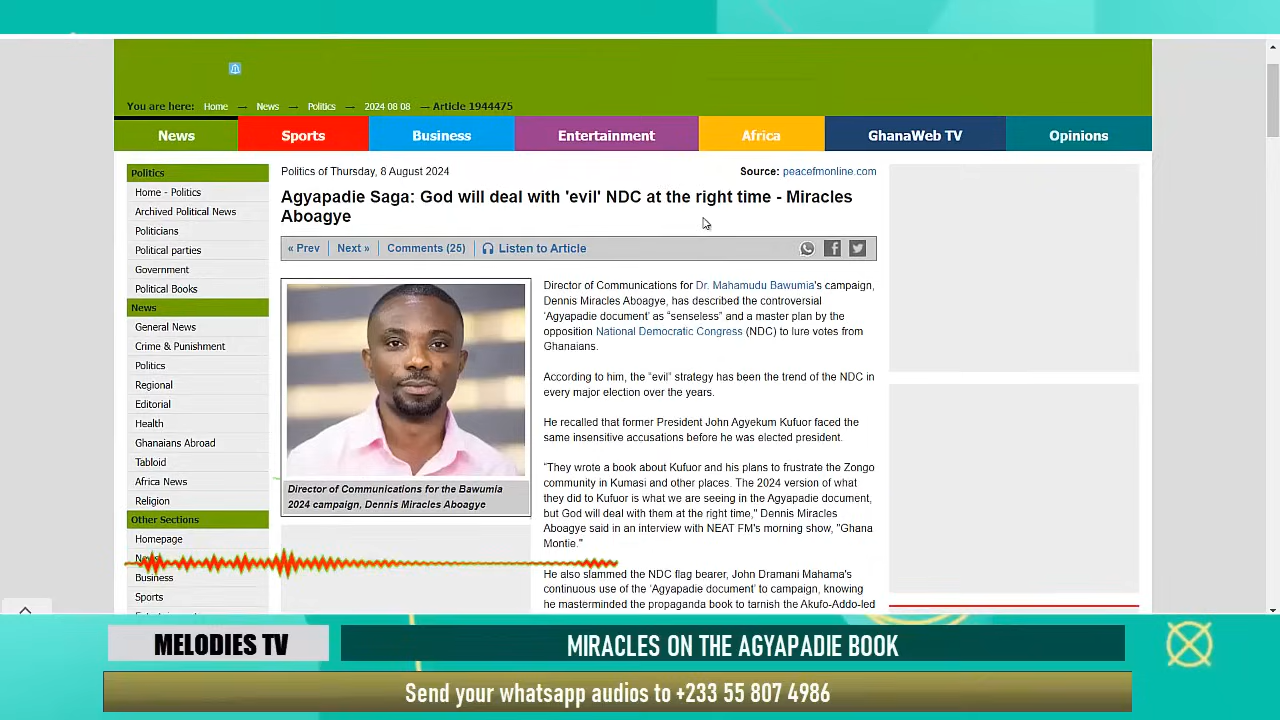 You are here: Home → News → Politics → 2024 08 08 → Article 1944475
News Sports Business Entertainment Africa GhanaWeb TV Opinions
Politics
Home - Politics
Archived Political News
Politicians
Political parties
Government
Political Books
News
General News
Crime & Punishment
Politics
Regional
Editorial
Health
Ghanaians Abroad
Tabloid
Africa News
Religion
Other Sections
Homepage
News
Business
Sports
Politics of Thursday, 8 August 2024
Source: peacefmonline.com
Agyapadie Saga: God will deal with 'evil' NDC at the right time - Miracles
Aboagye
« Prev Next » Comments (25) Listen to Article
Director of Communications for the Bawumia
2024 campaign, Dennis Miracles Aboagye
Director of Communications for Dr. Mahamudu Bawumia's campaign,
Dennis Miracles Aboagye, has described the controversial
'Agyapadie document' as “senseless” and a master plan by the
opposition National Democratic Congress (NDC) to lure votes from
Ghanaians.
According to him, the “evil” strategy has been the trend of the NDC in
every major election over the years.
He recalled that former President John Agyekum Kufuor faced the
same insensitive accusations before he was elected president.
“They wrote a book about Kufuor and his plans to frustrate the Zongo
community in Kumasi and other places. The 2024 version of what
they did to Kufuor is what we are seeing in the Agyapadie document,
but God will deal with them at the right time," Dennis Miracles
Aboagye said in an interview with NEAT FM's morning show, "Ghana
Montie."
He also slammed the NDC flag bearer, John Dramani Mahama's
continuous use of the 'Agyapadie document' to campaign, knowing
he masterminded the propaganda book to tarnish the Akufo-Addo-led
MELODIES TV
MIRACLES ON THE AGYAPADIE BOOK
Send your whatsapp audios to +233 55 807 4986